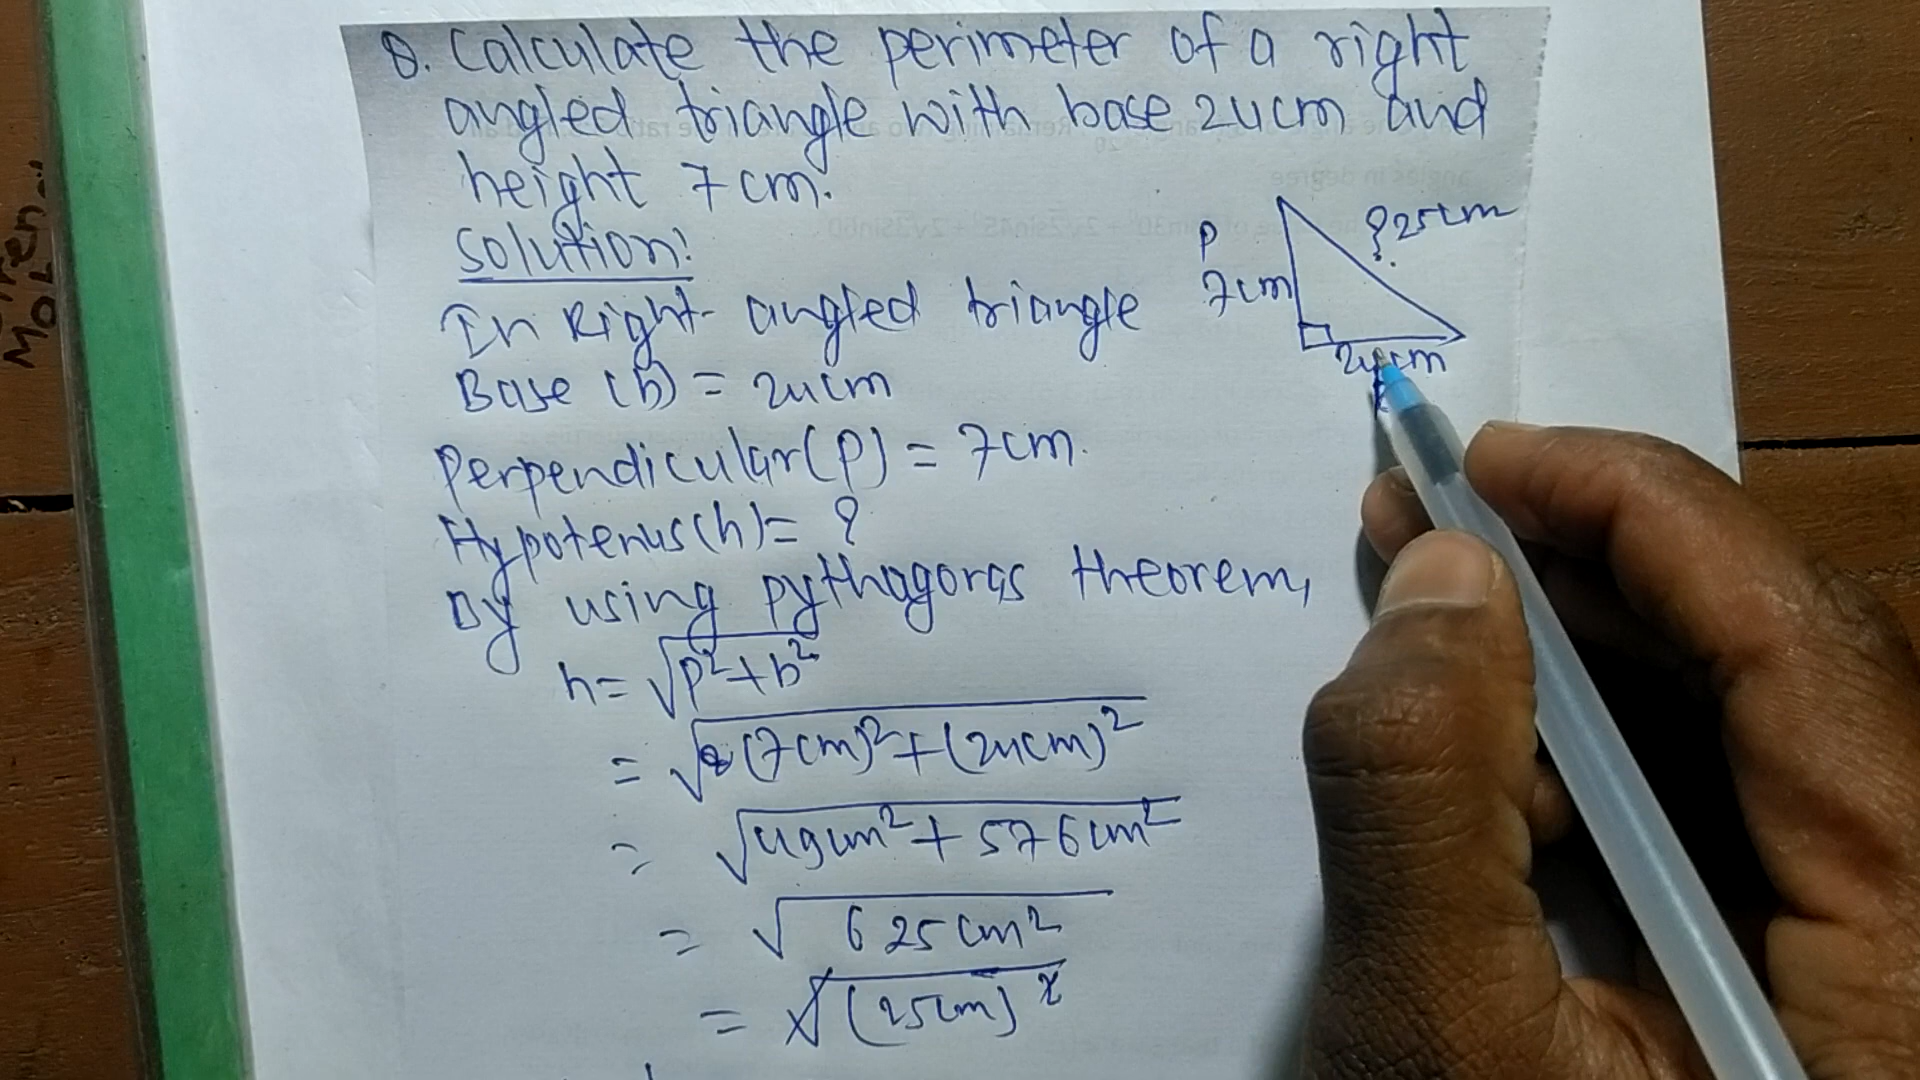 Q. Calculate the perimeter of a right
angled triangle with base 24cm and
height 7cm.
Solution:
In Right-angled triangle
Base (b) = 24cm
Perpendicular(P) = 7cm.
Hypotenus(h) = ?
By using pythagoras theorem,
h = √p²+b²
= √(7cm)²+(24cm)²
= √49cm²+576cm²
= √625cm²
= √(25cm)²
P
7cm
? 25cm
24cm